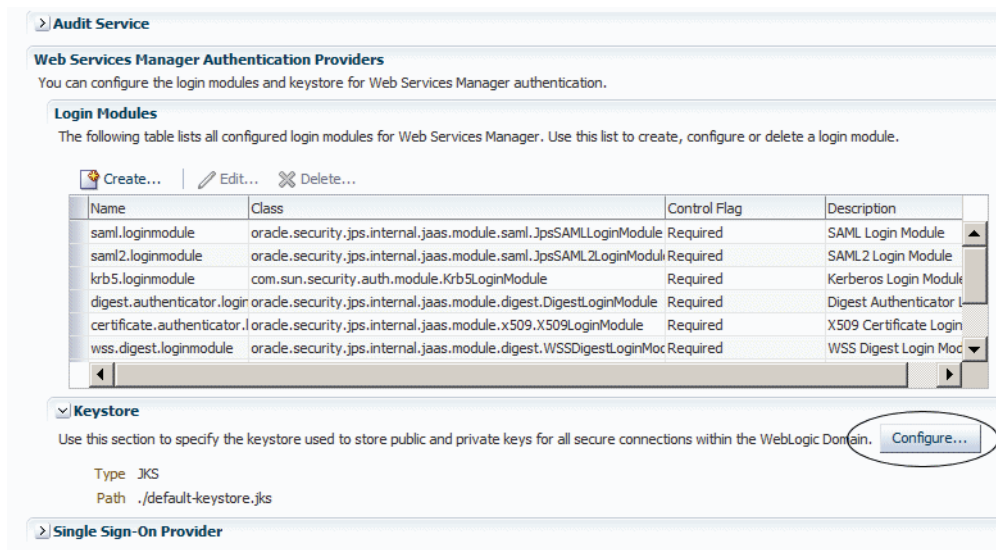 Audit Service
Web Services Manager Authentication Providers
You can configure the login modules and keystore for Web Services Manager authentication.
Login Modules
The following table lists all configured login modules for Web Services Manager. Use this list to create, configure or delete a login module.
Create... Edit... Delete...
Name Class Control Flag Description
saml.loginmodule oracle.security.jps.internal.jaas.module.saml.JpsSAMLLoginModule Required SAML Login Module
saml2.loginmodule oracle.security.jps.internal.jaas.module.saml.JpsSAML2LoginModul Required SAML2 Login Module
krb5.loginmodule com.sun.security.auth.module.Krb5LoginModule Required Kerberos Login Module
digest.authenticator.login oracle.security.jps.internal.jaas.module.digest.DigestLoginModule Required Digest Authenticator L
certificate.authenticator.l oracle.security.jps.internal.jaas.module.x509.X509LoginModule Required X509 Certificate Login
wss.digest.loginmodule oracle.security.jps.internal.jaas.module.digest.WSSDigestLoginMod Required WSS Digest Login Mod
Keystore
Use this section to specify the keystore used to store public and private keys for all secure connections within the WebLogic Domain. Configure...
Type JKS
Path ./default-keystore.jks
Single Sign-On Provider